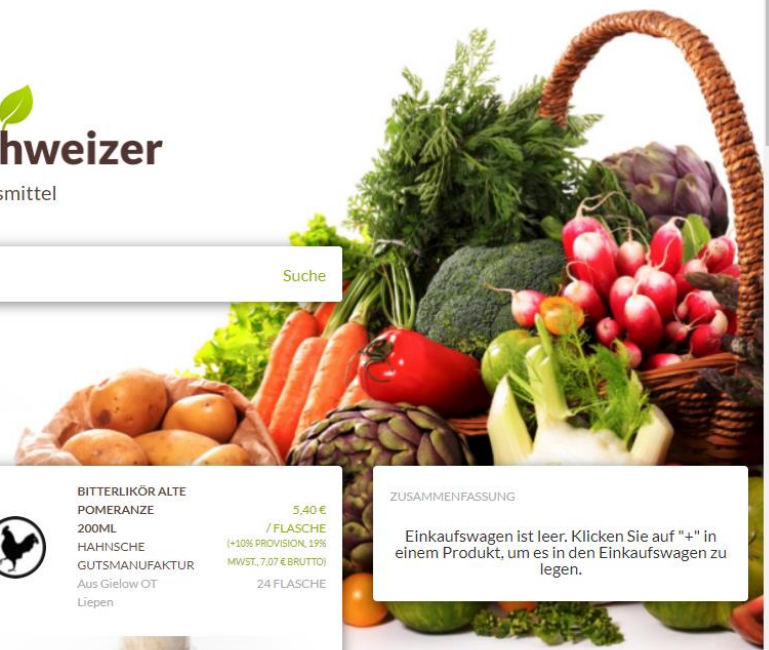 hweizer
smittel
Suche
BITTERLIKÖR ALTE
POMERANZE
200ML
HAHNSCHE
GUTSMANUFAKTUR
Aus Gielow OT
Liepen
5,40 €
/ FLASCHE
(+10% PROVISION, 19%
MWST., 7,07 € BRUTTO)
24 FLASCHE
ZUSAMMENFASSUNG
Einkaufswagen ist leer. Klicken Sie auf "+" in
einem Produkt, um es in den Einkaufswagen zu
legen.